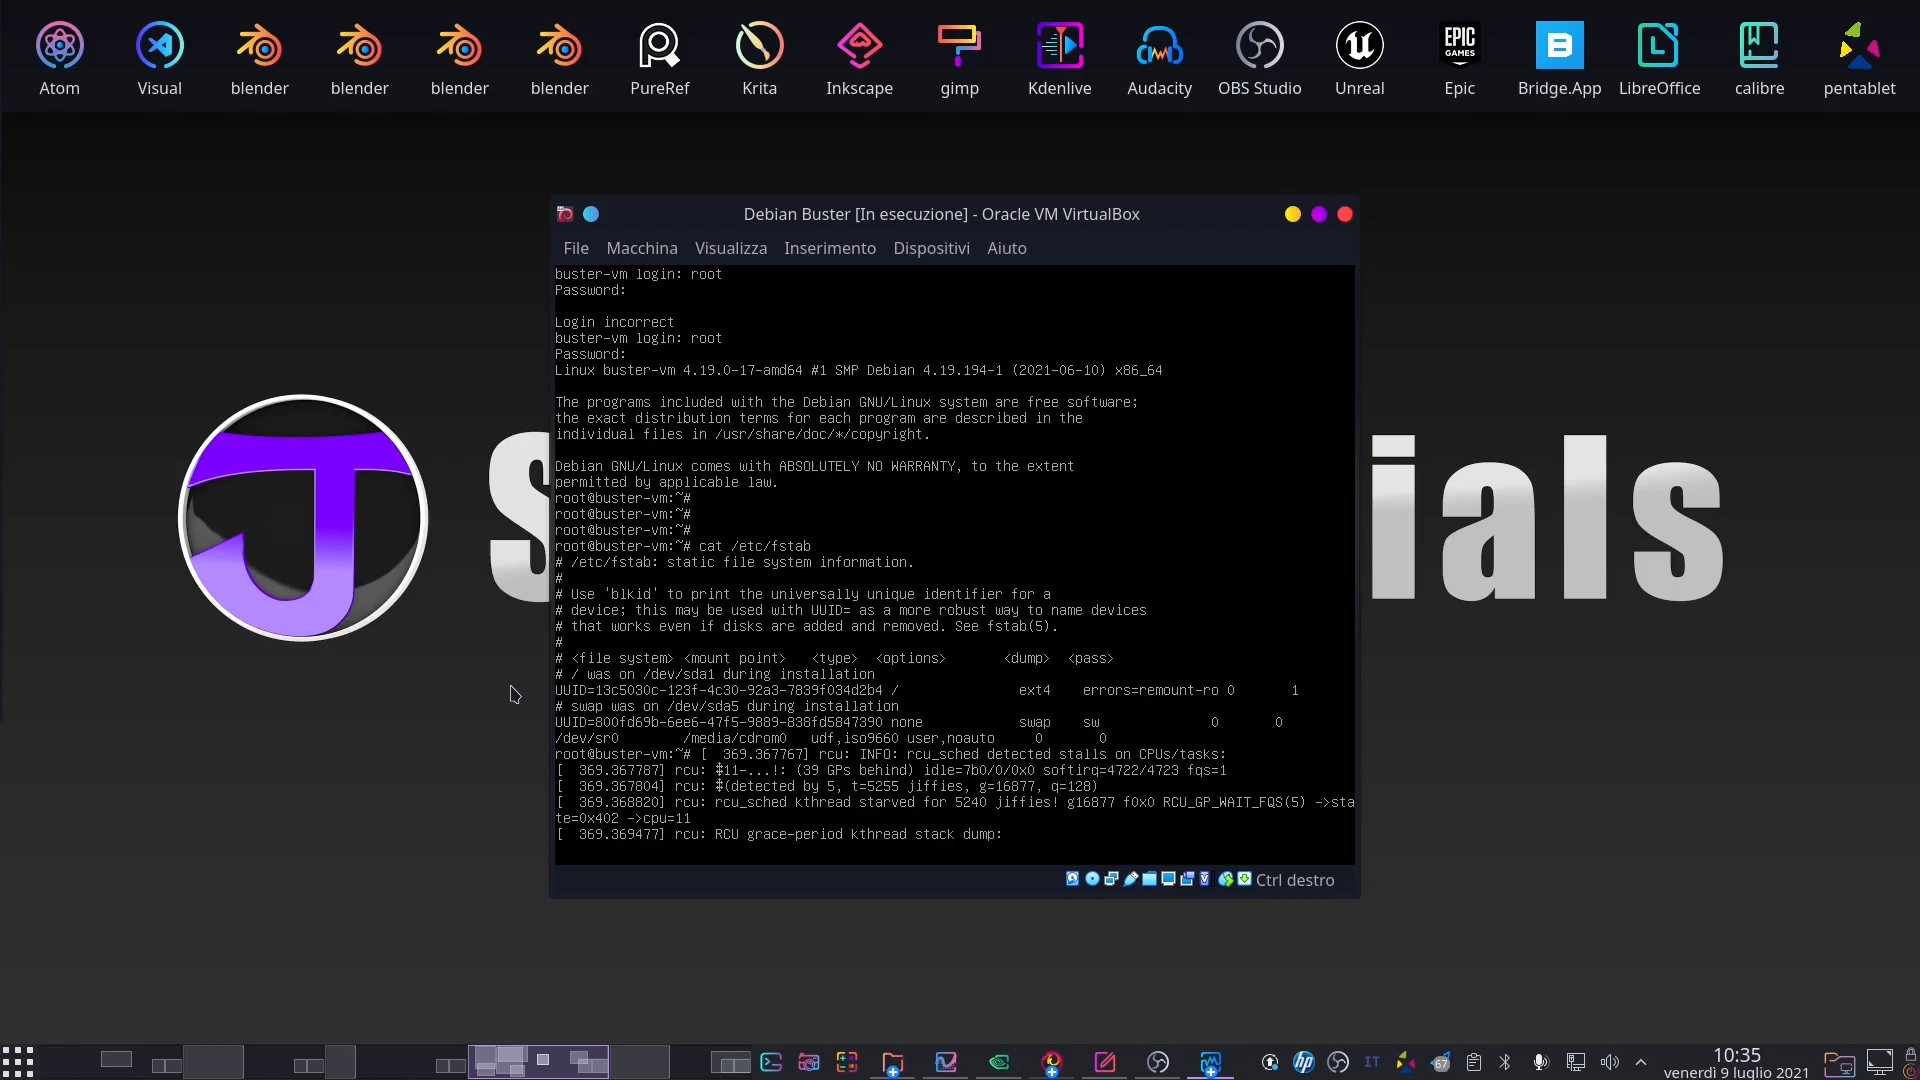 Atom Visual blender blender blender blender PureRef Krita Inkscape gimp Kdenlive Audacity OBS Studio Unreal Epic Bridge.App LibreOffice calibre pentablet
EPIC
GAMES
Debian Buster [In esecuzione] - Oracle VM VirtualBox
File Macchina Visualizza Inserimento Dispositivi Aiuto
buster-vm login: root
Password:
Login incorrect
buster-vm login: root
Password:
Linux buster-vm 4.19.0-17-amd64 #1 SMP Debian 4.19.194-1 (2021-06-10) x86_64
The programs included with the Debian GNU/Linux system are free software;
the exact distribution terms for each program are described in the
individual files in /usr/share/doc/*/copyright.
Debian GNU/Linux comes with ABSOLUTELY NO WARRANTY, to the extent
permitted by applicable law.
root@buster-vm:~#
root@buster-vm:~#
root@buster-vm:~#
root@buster-vm:~# cat /etc/fstab
# /etc/fstab: static file system information.
#
# Use 'blkid' to print the universally unique identifier for a
# device; this may be used with UUID= as a more robust way to name devices
# that works even if disks are added and removed. See fstab(5).
#
# <file system> <mount point> <type> <options> <dump> <pass>
# / was on /dev/sda1 during installation
UUID=13c5030c-123f-4c30-92a3-7839f034d2b4 / ext4 errors=remount-ro 0 1
# swap was on /dev/sda5 during installation
UUID=800fd69b-6ee6-47f5-9889-838fd5847390 none swap sw 0 0
/dev/sr0 /media/cdrom0 udf,iso9660 user,noauto 0 0
root@buster-vm:~# [ 369.367767] rcu: INFO: rcu_sched detected stalls on CPUs/tasks:
[ 369.367787] rcu: ‡11-...!: (39 GPs behind) idle=7b0/0/0x0 softirq=4722/4723 fqs=1
[ 369.367804] rcu: ‡(detected by 5, t=5255 jiffies, g=16877, q=128)
[ 369.368820] rcu: rcu_sched kthread starved for 5240 jiffies! g16877 f0x0 RCU_GP_WAIT_FQS(5) ->sta
te=0x402 ->cpu=11
[ 369.369477] rcu: RCU grace-period kthread stack dump:
Ctrl destro
J S ials
hp IT 67 10:35
venerdì 9 luglio 2021